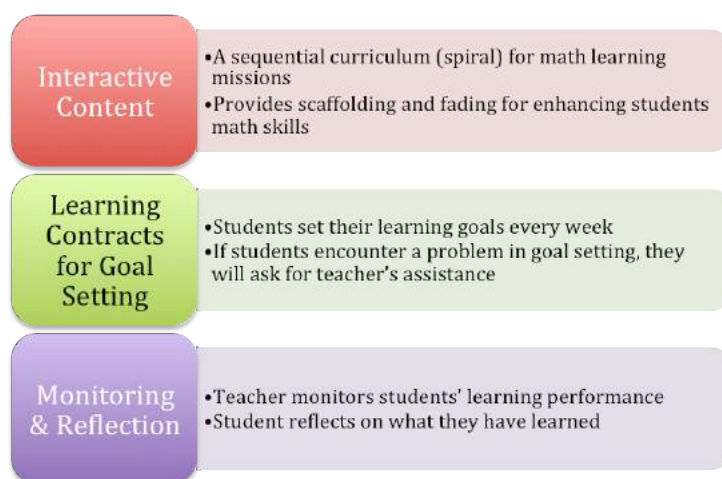 Interactive
Content
•A sequential curriculum (spiral) for math learning
missions
•Provides scaffolding and fading for enhancing students
math skills
Learning
Contracts
for Goal
Setting
•Students set their learning goals every week
•If students encounter a problem in goal setting, they
will ask for teacher's assistance
Monitoring
& Reflection
•Teacher monitors students' learning performance
•Student reflects on what they have learned